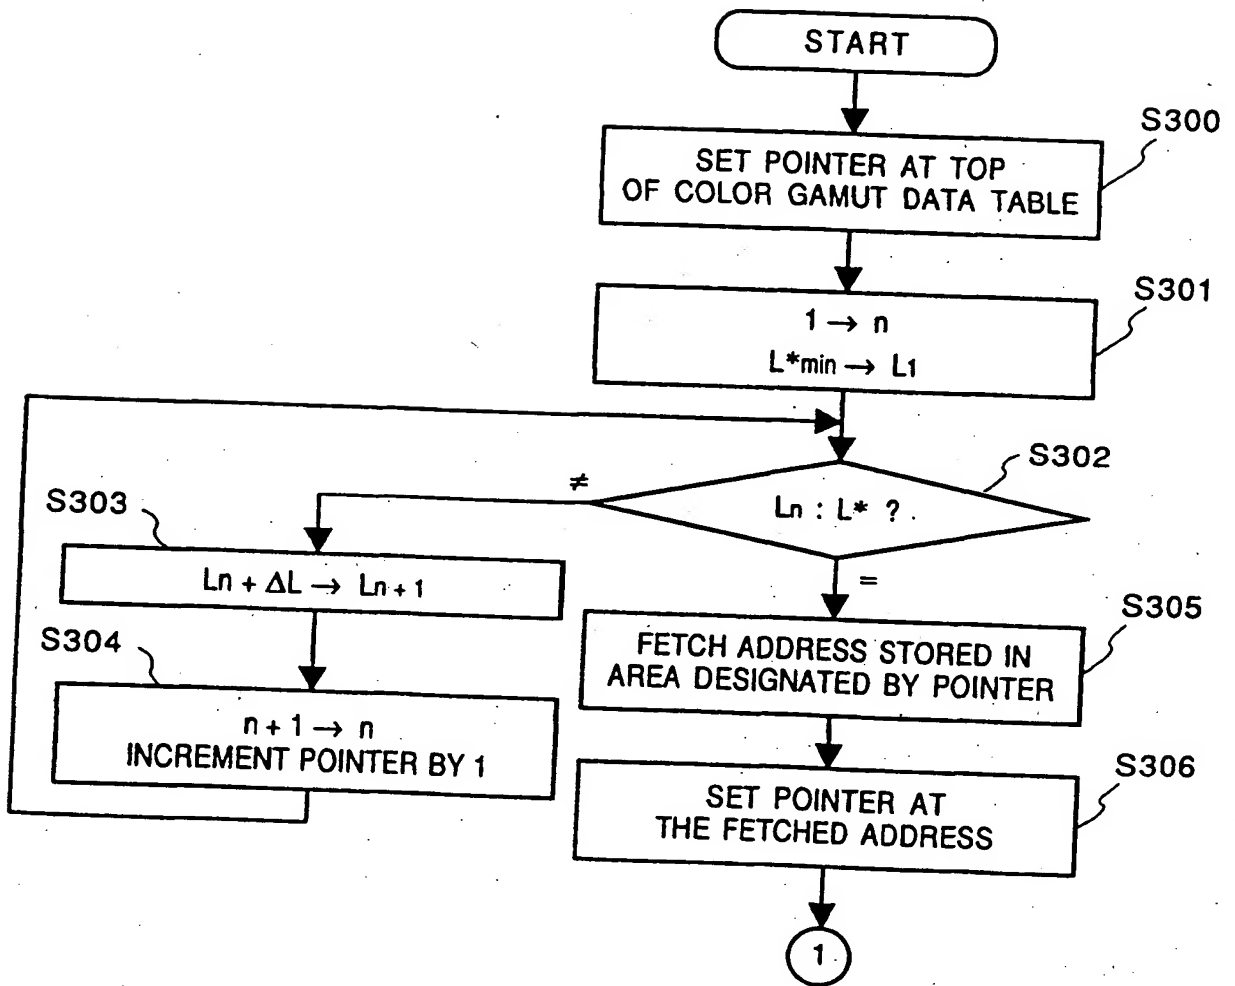 START
S300
SET POINTER AT TOP
OF COLOR GAMUT DATA TABLE
S301
1 → n
L*min → L1
S302
Ln : L* ?
≠
=
S303
Ln + ΔL → Ln + 1
S304
n + 1 → n
INCREMENT POINTER BY 1
S305
FETCH ADDRESS STORED IN
AREA DESIGNATED BY POINTER
S306
SET POINTER AT
THE FETCHED ADDRESS
1